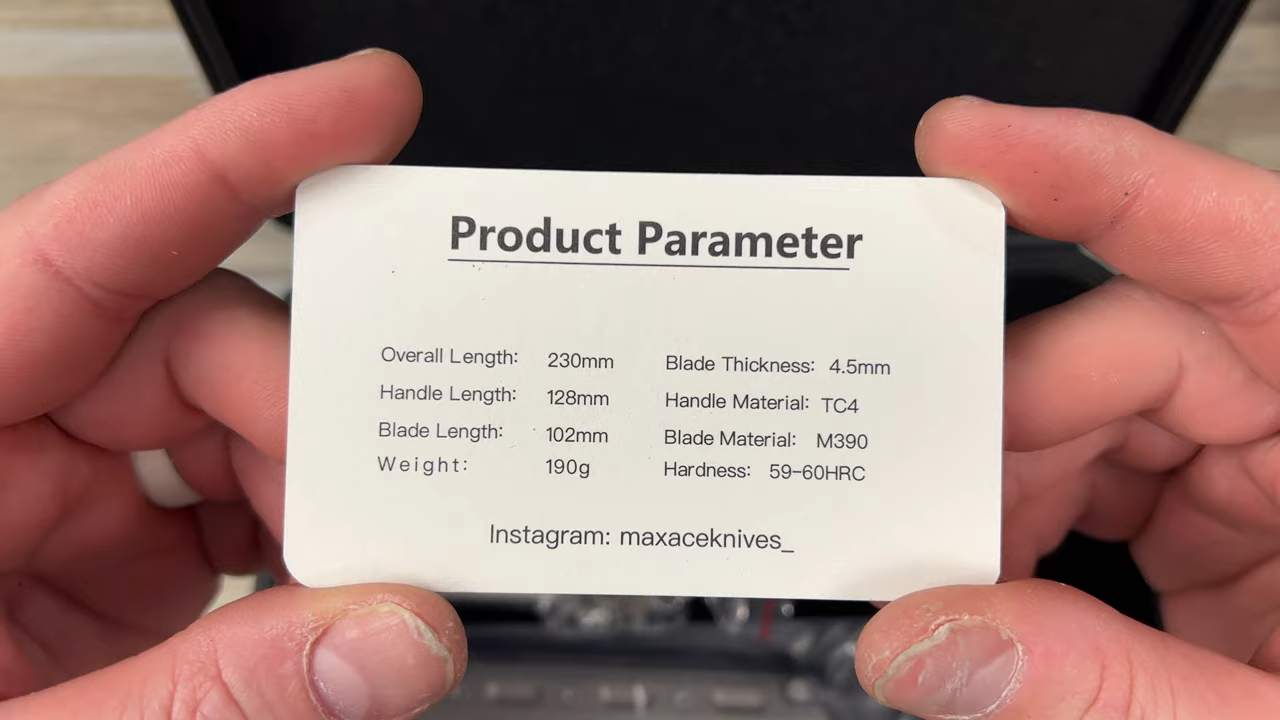 Product Parameter
Overall Length: 230mm Blade Thickness: 4.5mm
Handle Length: 128mm Handle Material: TC4
Blade Length: 102mm Blade Material: M390
Weight: 190g Hardness: 59-60HRC
Instagram: maxaceknives_